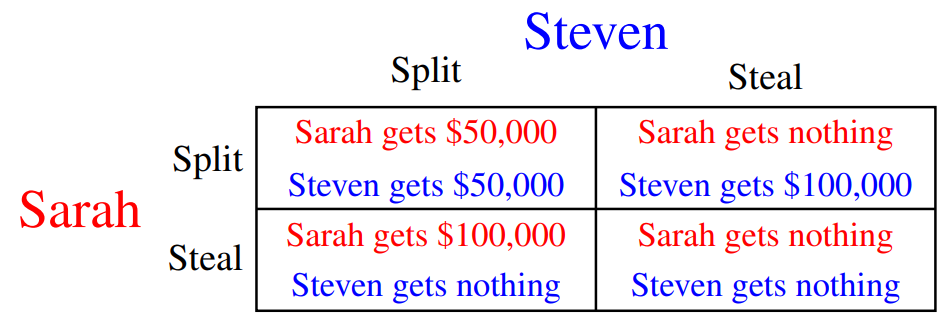 Steven
Split Steal
Split Sarah gets $50,000 Sarah gets nothing
Steven gets $50,000 Steven gets $100,000
Sarah
Steal Sarah gets $100,000 Sarah gets nothing
Steven gets nothing Steven gets nothing